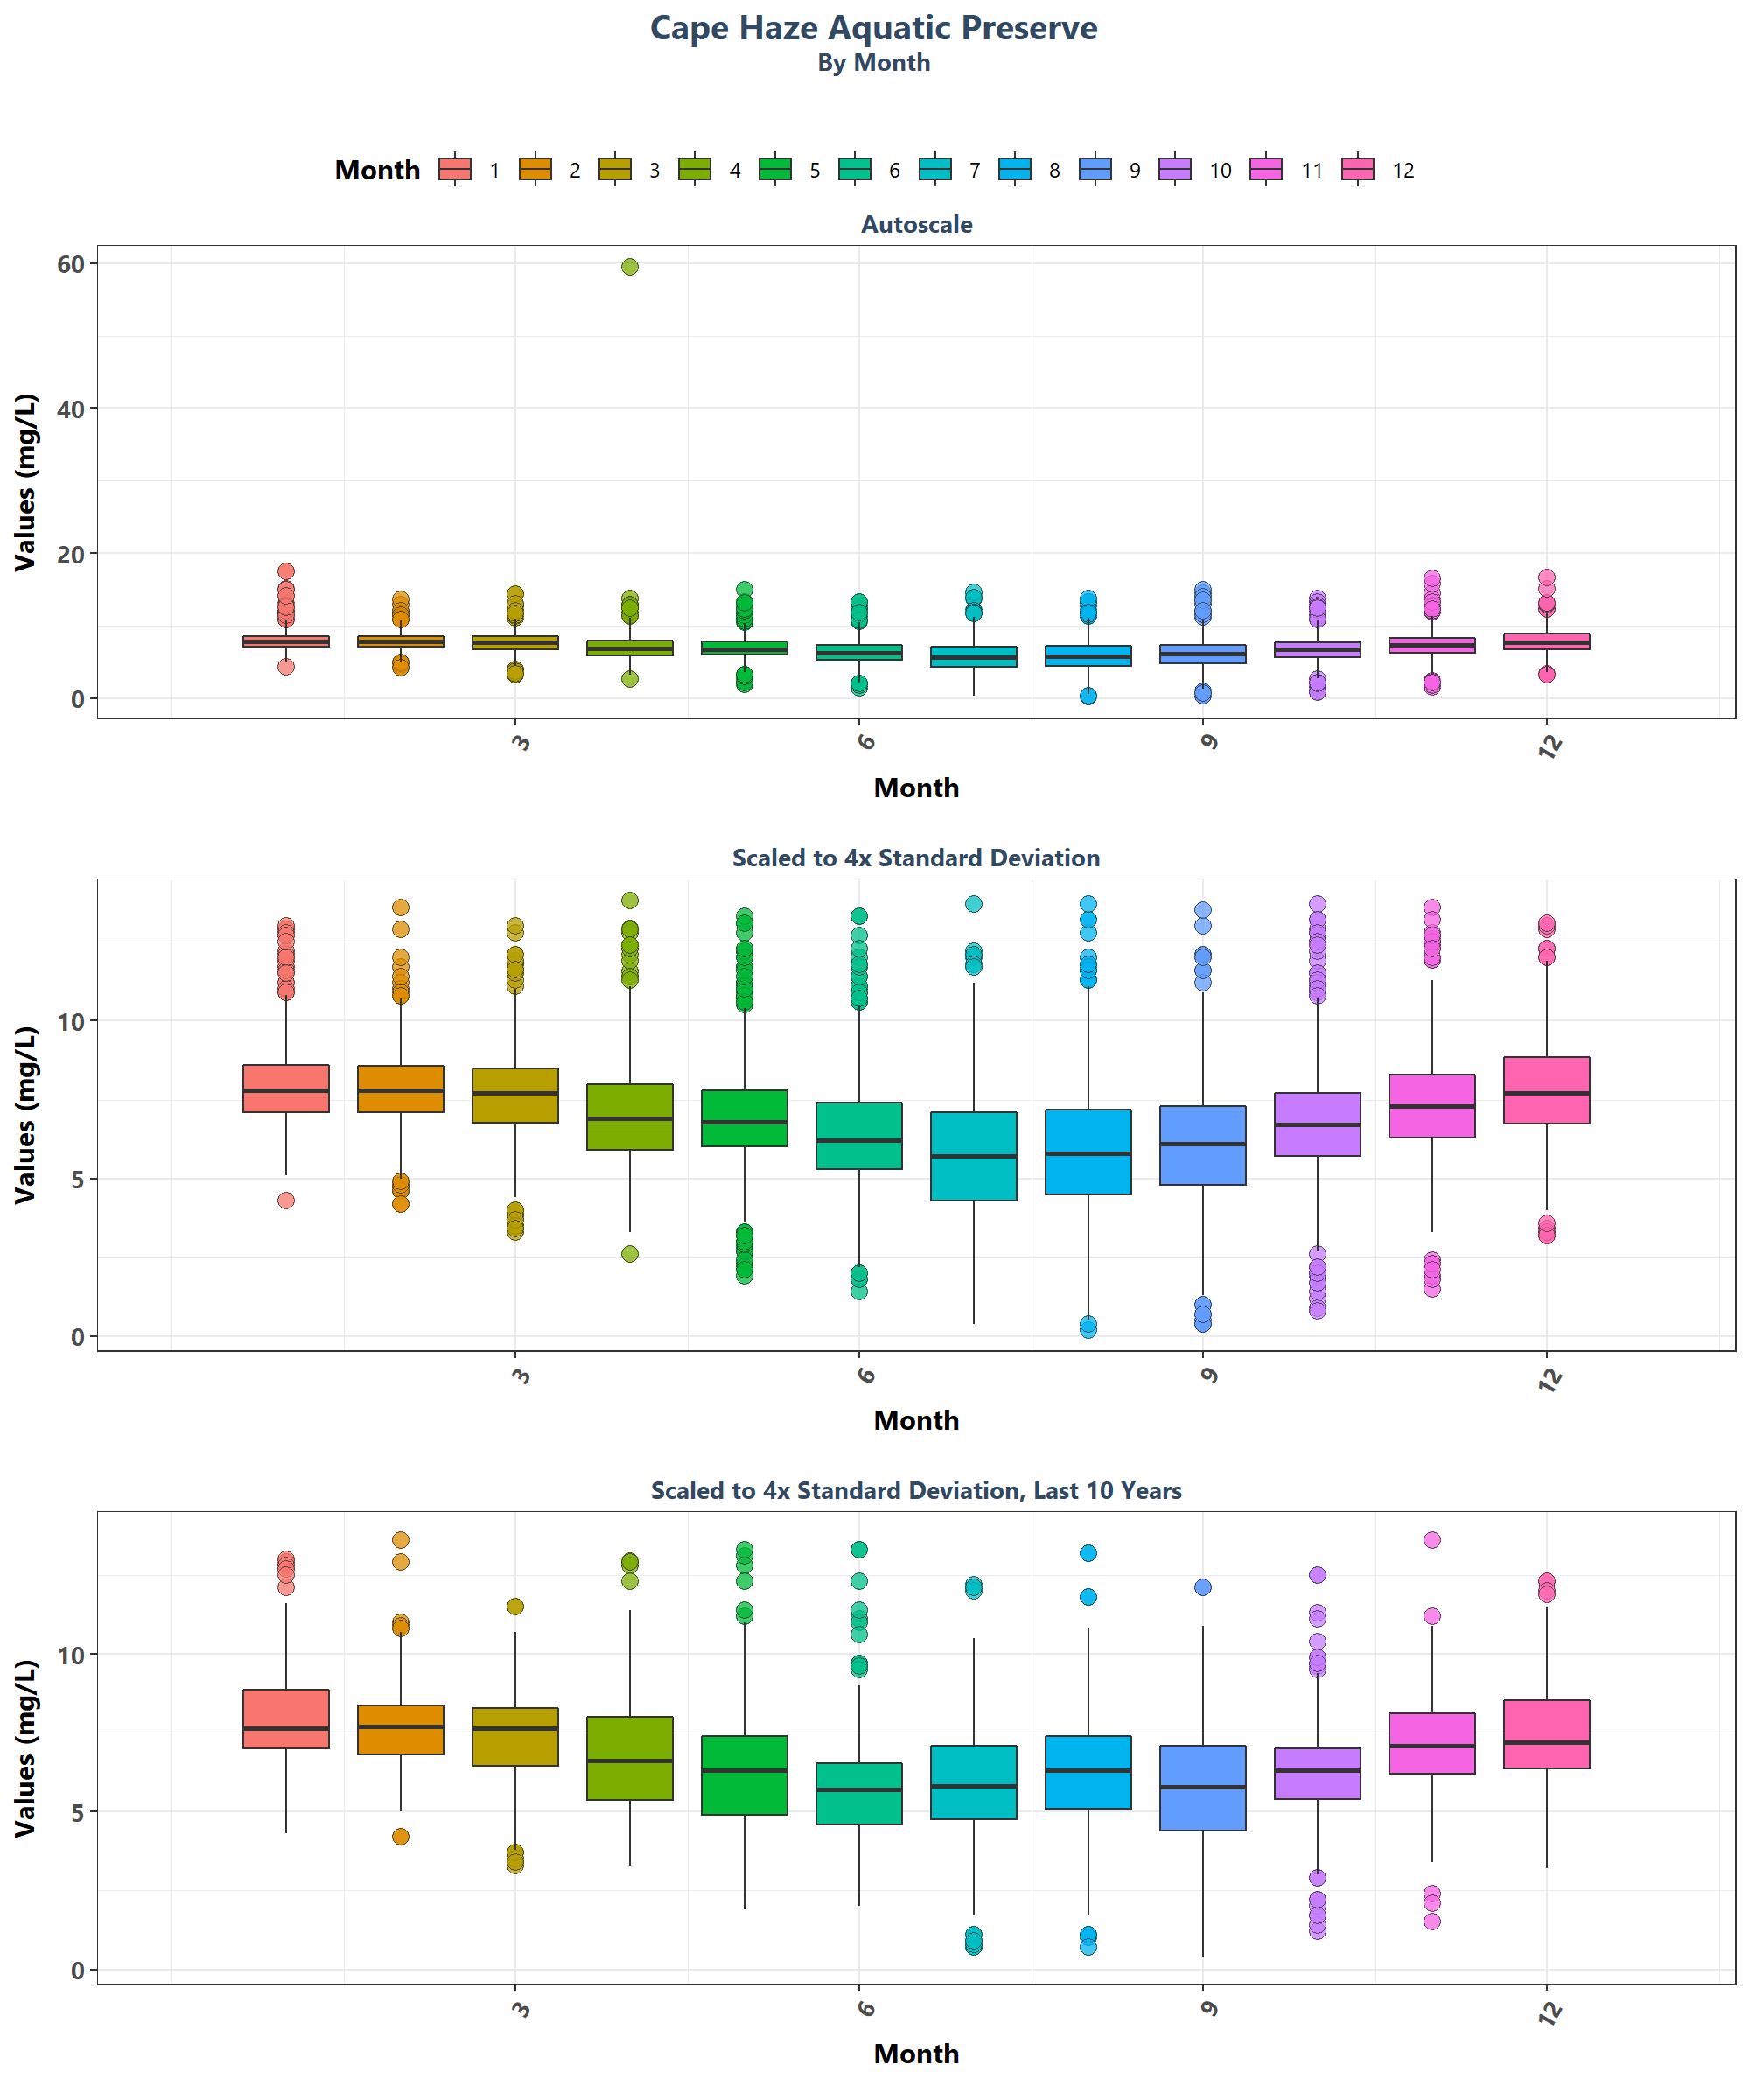 Cape Haze Aquatic Preserve
By Month
Month 1 2 3 4 5 6 7 8 9 10 11 12
Autoscale
Values (mg/L)
60
40
20
0
3 6 9 12
Month
Scaled to 4x Standard Deviation
Values (mg/L)
10
5
0
3 6 9 12
Month
Scaled to 4x Standard Deviation, Last 10 Years
Values (mg/L)
10
5
0
3 6 9 12
Month